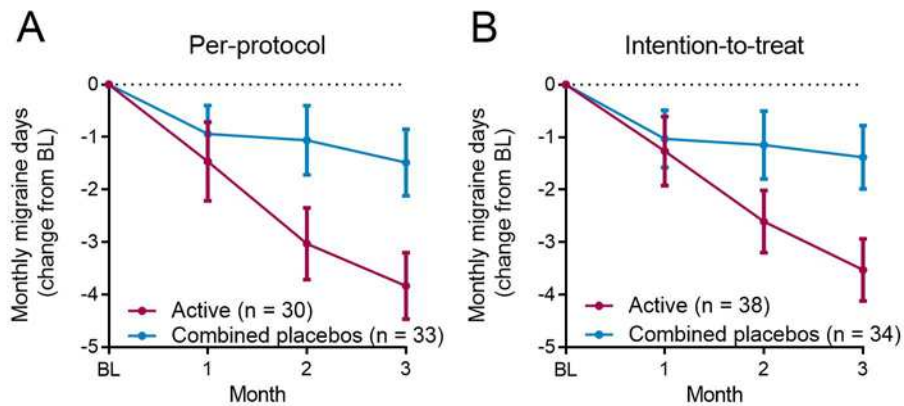 A
Per-protocol
Monthly migraine days
(change from BL)
0
-1
-2
-3
-4
-5
Active (n = 30)
Combined placebos (n = 33)
BL
1
2
3
Month
B
Intention-to-treat
Monthly migraine days
(change from BL)
0
-1
-2
-3
-4
-5
Active (n = 38)
Combined placebos (n = 34)
BL
1
2
3
Month